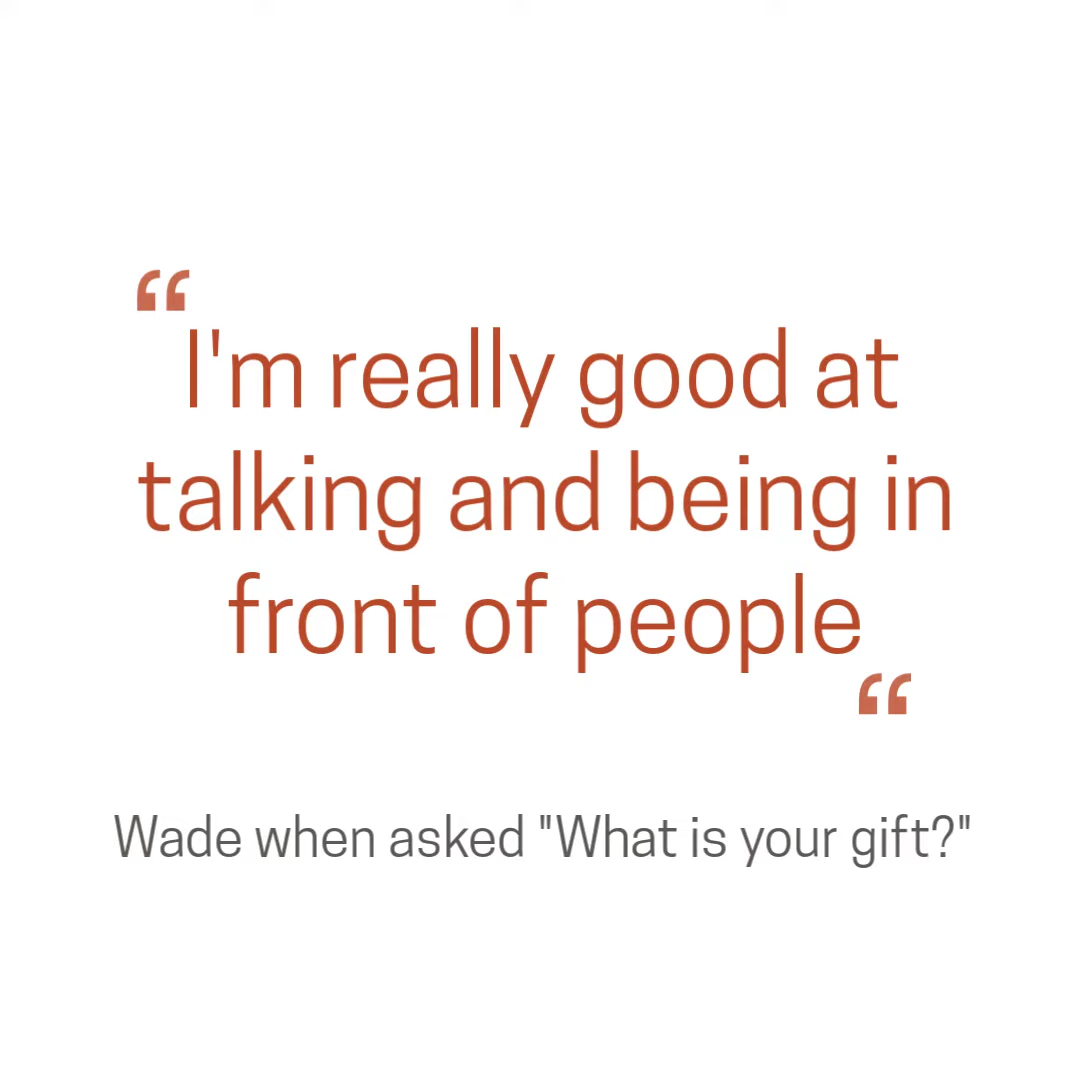 “I'm really good at
talking and being in
front of people“
Wade when asked "What is your gift?"